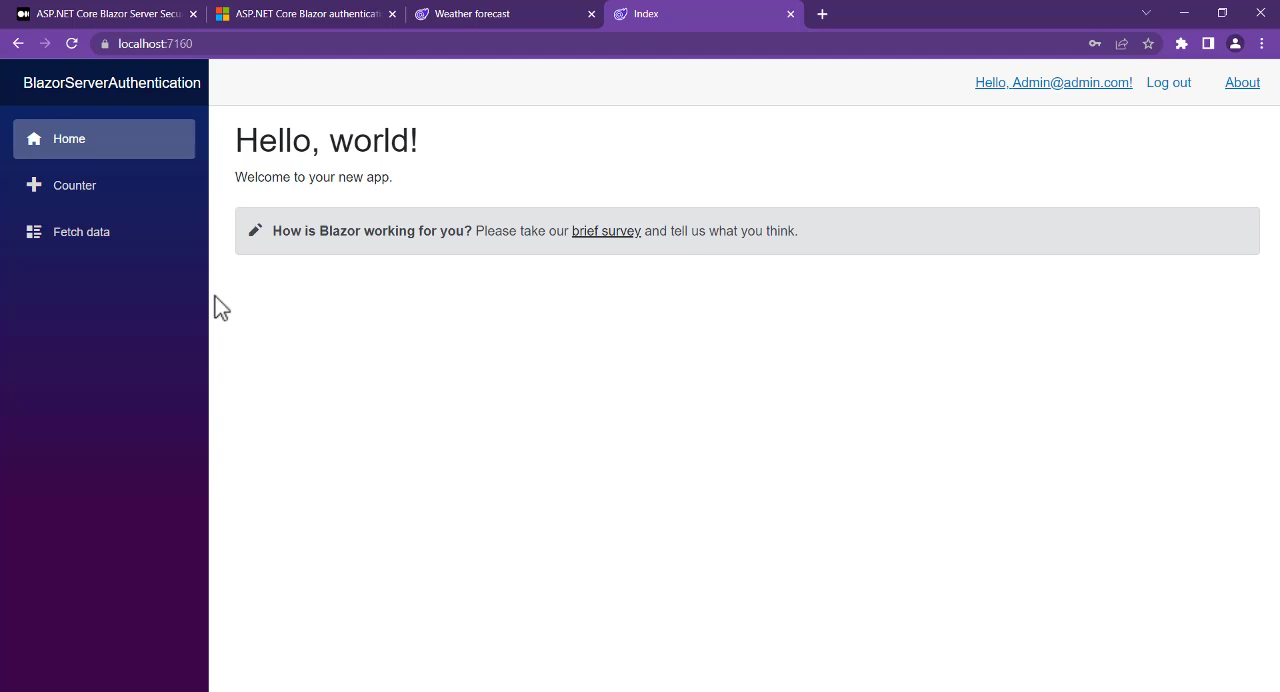 ASP.NET Core Blazor Server Secu
ASP.NET Core Blazor authenticati
Weather forecast
Index
localhost:7160
BlazorServerAuthentication
Hello, Admin@admin.com!
Log out
About
Home
Counter
Fetch data
Hello, world!
Welcome to your new app.
How is Blazor working for you? Please take our brief survey and tell us what you think.